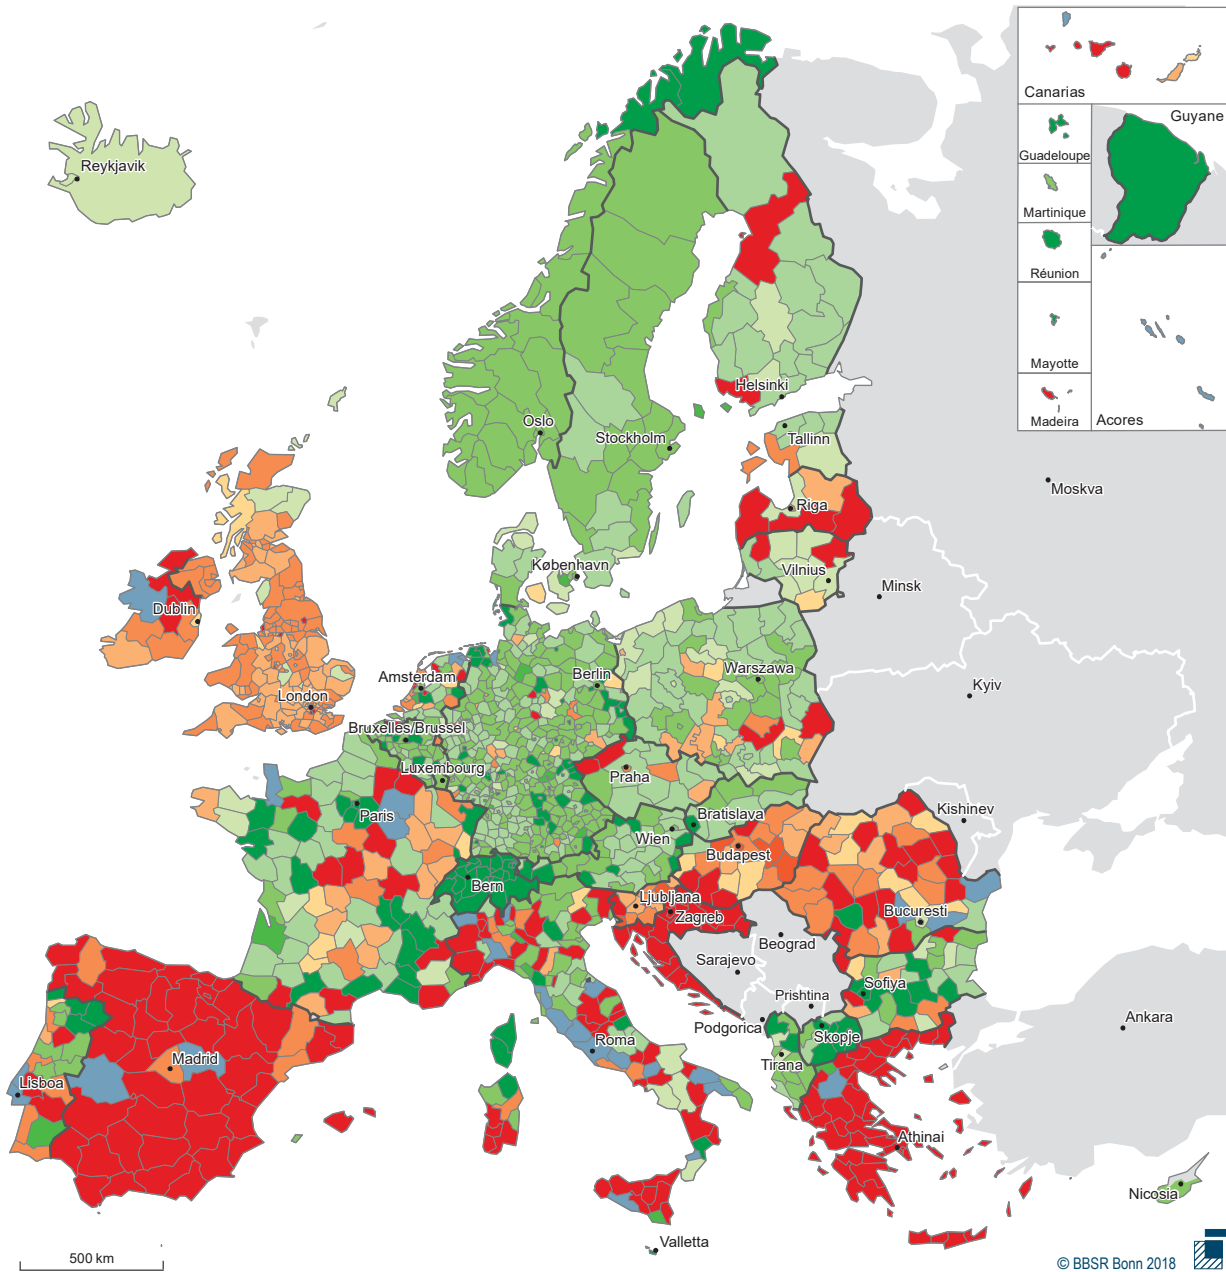 Canarias
Guyane
Guadeloupe
Martinique
Réunion
Mayotte
Madeira
Acores
Reykjavik
Helsinki
Oslo
Stockholm
Tallinn
Moskva
Riga
København
Vilnius
Minsk
Dublin
Amsterdam
Berlin
Warszawa
Kyiv
London
Bruxelles/Brussel
Luxembourg
Praha
Kishinev
Paris
Bratislava
Wien
Budapest
Bern
Ljubljana
Zagreb
Bucuresti
Beograd
Sarajevo
Sofiya
Prishtina
Podgorica
Skopje
Ankara
Roma
Tirana
Madrid
Lisboa
Athinai
Nicosia
Valletta
500 km
© BBSR Bonn 2018